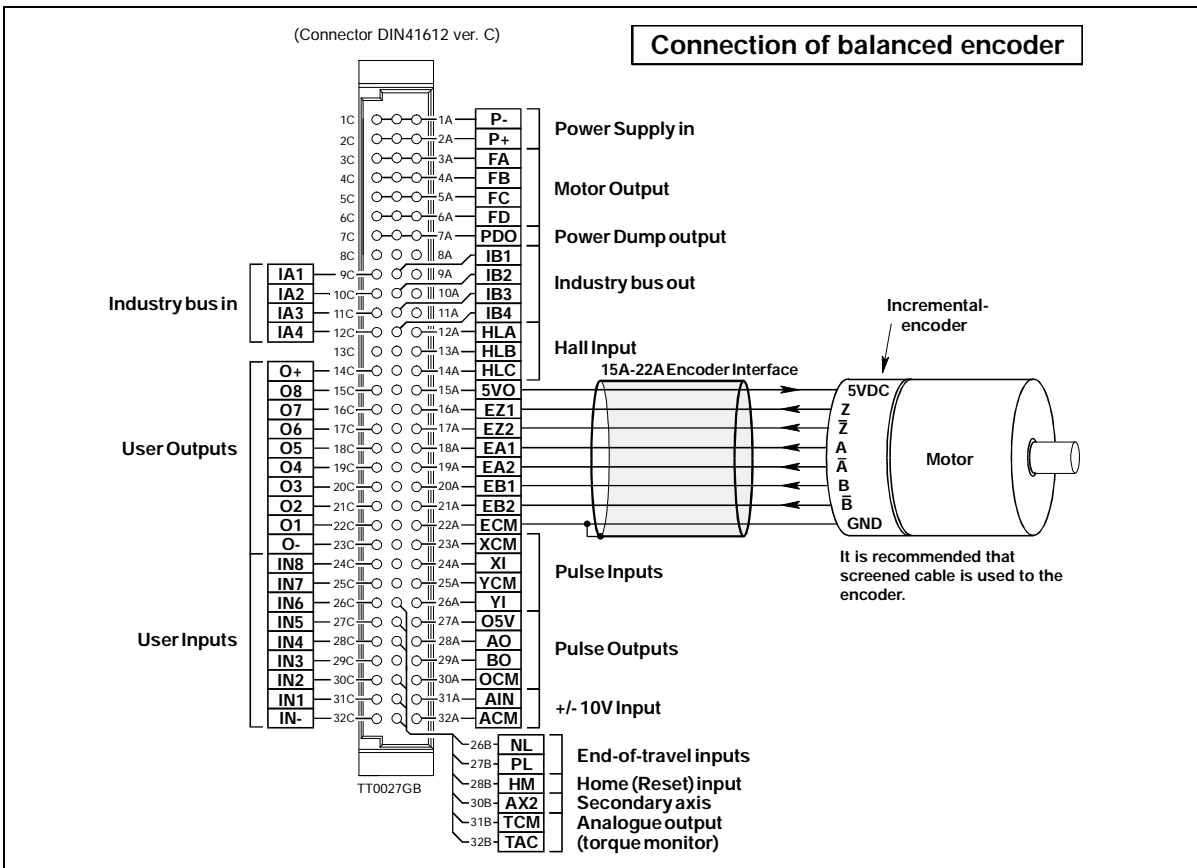 (Connector DIN41612 ver. C)
Connection of balanced encoder
1C 1A P-
2C 2A P+
Power Supply in
3C 3A FA
4C 4A FB
5C 5A FC
6C 6A FD
Motor Output
7C 7A PDO
Power Dump output
8C 8A IB1
IA1 9C 9A IB2
IA2 10C 10A IB3
IA3 11C 11A IB4
IA4 12C 12A HLA
Industry bus in
Industry bus out
13C 13A HLB
O+ 14C 14A HLC
Hall Input
15A-22A Encoder Interface
Incremental-
encoder
O8 15C 15A 5VO 5VDC
O7 16C 16A EZ1 Z
O6 17C 17A EZ2 Z̅
O5 18C 18A EA1 A
O4 19C 19A EA2 A̅
O3 20C 20A EB1 B
O2 21C 21A EB2 B̅
O1 22C 22A ECM GND
User Outputs
Motor
O- 23C 23A XCM
IN8 24C 24A XI
IN7 25C 25A YCM
IN6 26C 26A YI
Pulse Inputs
It is recommended that
screened cable is used to the
encoder.
IN5 27C 27A O5V
IN4 28C 28A AO
IN3 29C 29A BO
IN2 30C 30A OCM
User Inputs
Pulse Outputs
IN1 31C 31A AIN
IN- 32C 32A ACM
+/- 10V Input
26B NL
27B PL
End-of-travel inputs
28B HM Home (Reset) input
30B AX2 Secondary axis
31B TCM Analogue output
32B TAC (torque monitor)
TT0027GB